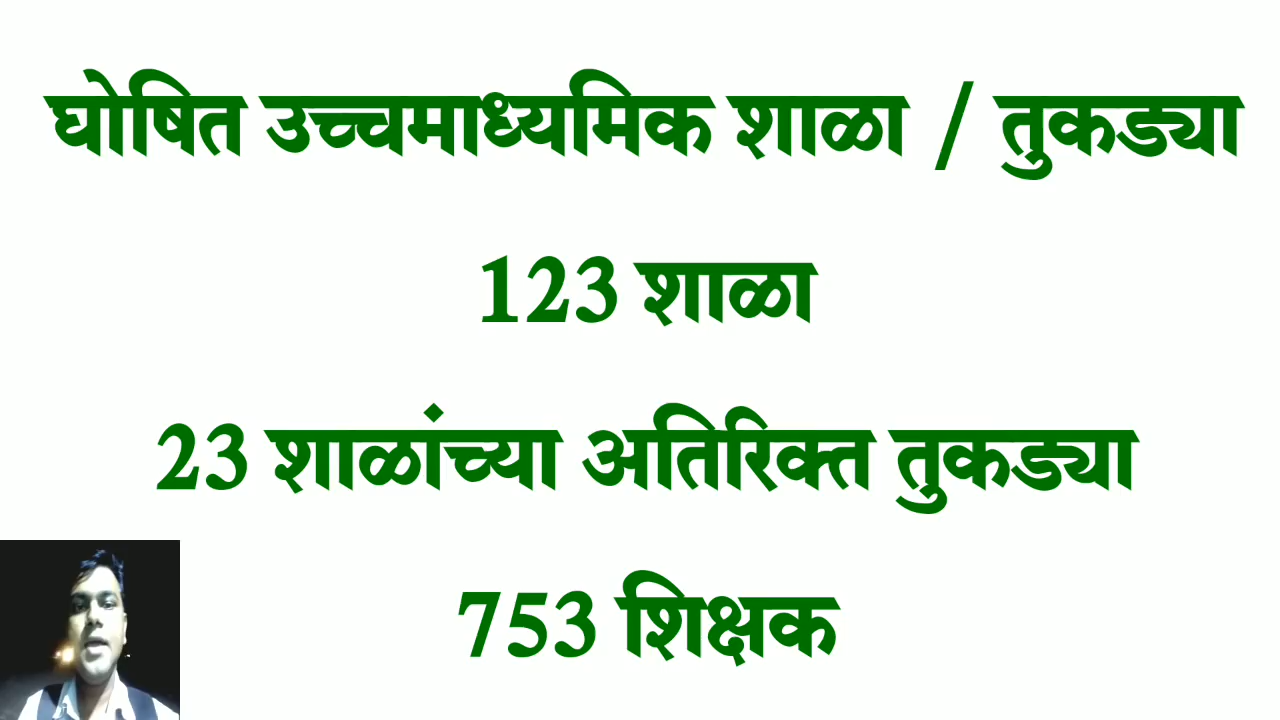 घोषित उच्चमाध्यमिक शाळा / तुकड्या
123 शाळा
23 शाळांच्या अतिरिक्त तुकड्या
753 शिक्षक